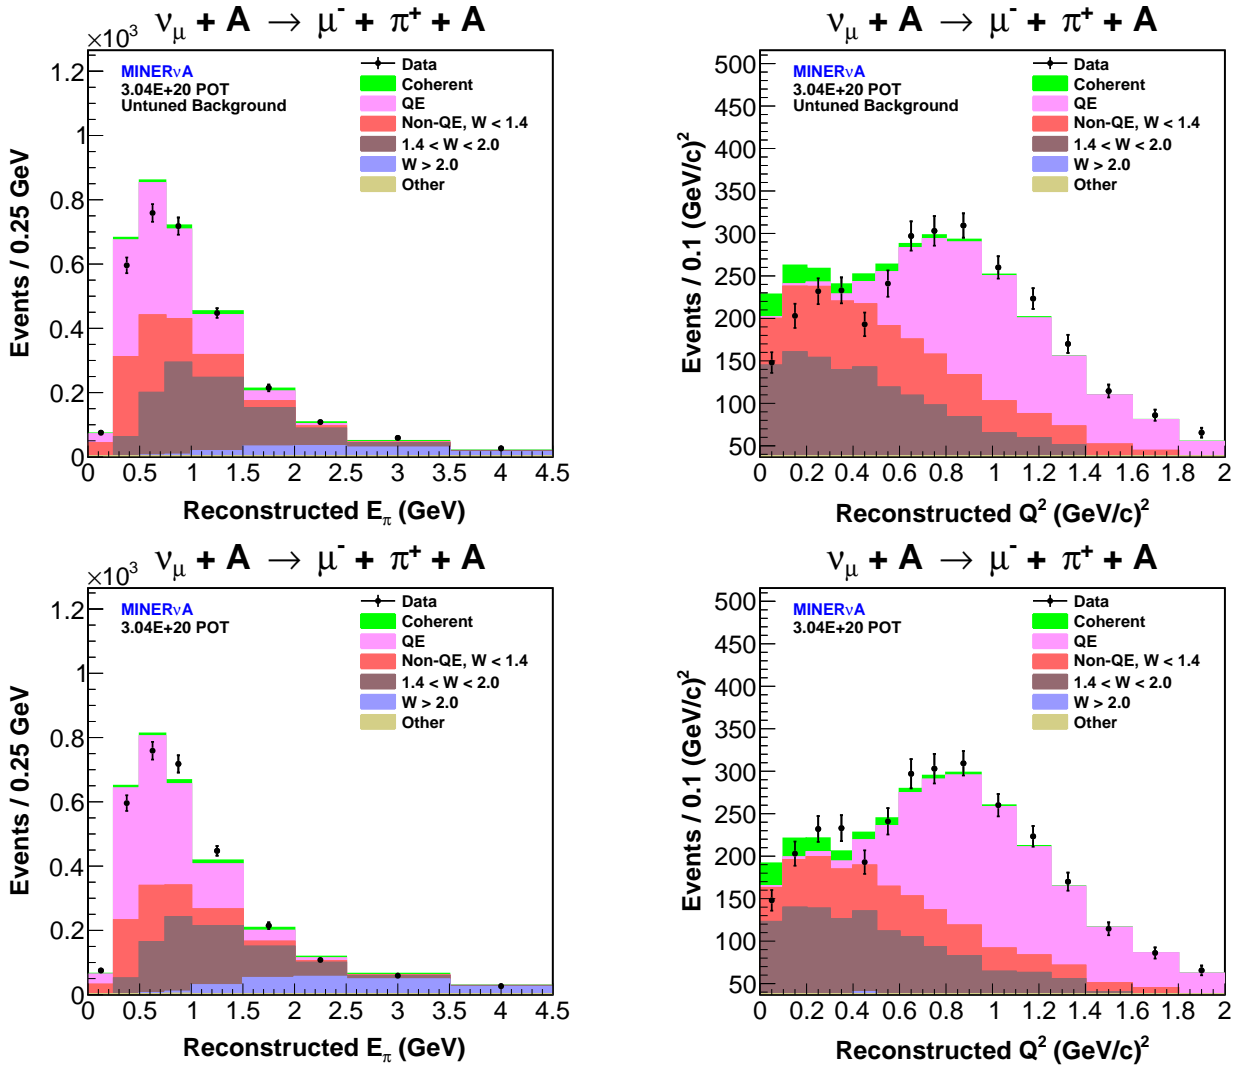 ν_μ + A → μ⁻ + π⁺ + A
×10³
MINERνA
3.04E+20 POT
Untuned Background
Data
Coherent
QE
Non-QE, W < 1.4
1.4 < W < 2.0
W > 2.0
Other
Events / 0.25 GeV
1.2
1
0.8
0.6
0.4
0.2
0
0 0.5 1 1.5 2 2.5 3 3.5 4 4.5
Reconstructed E_π (GeV)
ν_μ + A → μ⁻ + π⁺ + A
MINERνA
3.04E+20 POT
Untuned Background
Data
Coherent
QE
Non-QE, W < 1.4
1.4 < W < 2.0
W > 2.0
Other
Events / 0.1 (GeV/c)²
500
450
400
350
300
250
200
150
100
50
0 0.2 0.4 0.6 0.8 1 1.2 1.4 1.6 1.8 2
Reconstructed Q² (GeV/c)²
ν_μ + A → μ⁻ + π⁺ + A
×10³
MINERνA
3.04E+20 POT
Data
Coherent
QE
Non-QE, W < 1.4
1.4 < W < 2.0
W > 2.0
Other
Events / 0.25 GeV
1.2
1
0.8
0.6
0.4
0.2
0
0 0.5 1 1.5 2 2.5 3 3.5 4 4.5
Reconstructed E_π (GeV)
ν_μ + A → μ⁻ + π⁺ + A
MINERνA
3.04E+20 POT
Data
Coherent
QE
Non-QE, W < 1.4
1.4 < W < 2.0
W > 2.0
Other
Events / 0.1 (GeV/c)²
500
450
400
350
300
250
200
150
100
50
0 0.2 0.4 0.6 0.8 1 1.2 1.4 1.6 1.8 2
Reconstructed Q² (GeV/c)²